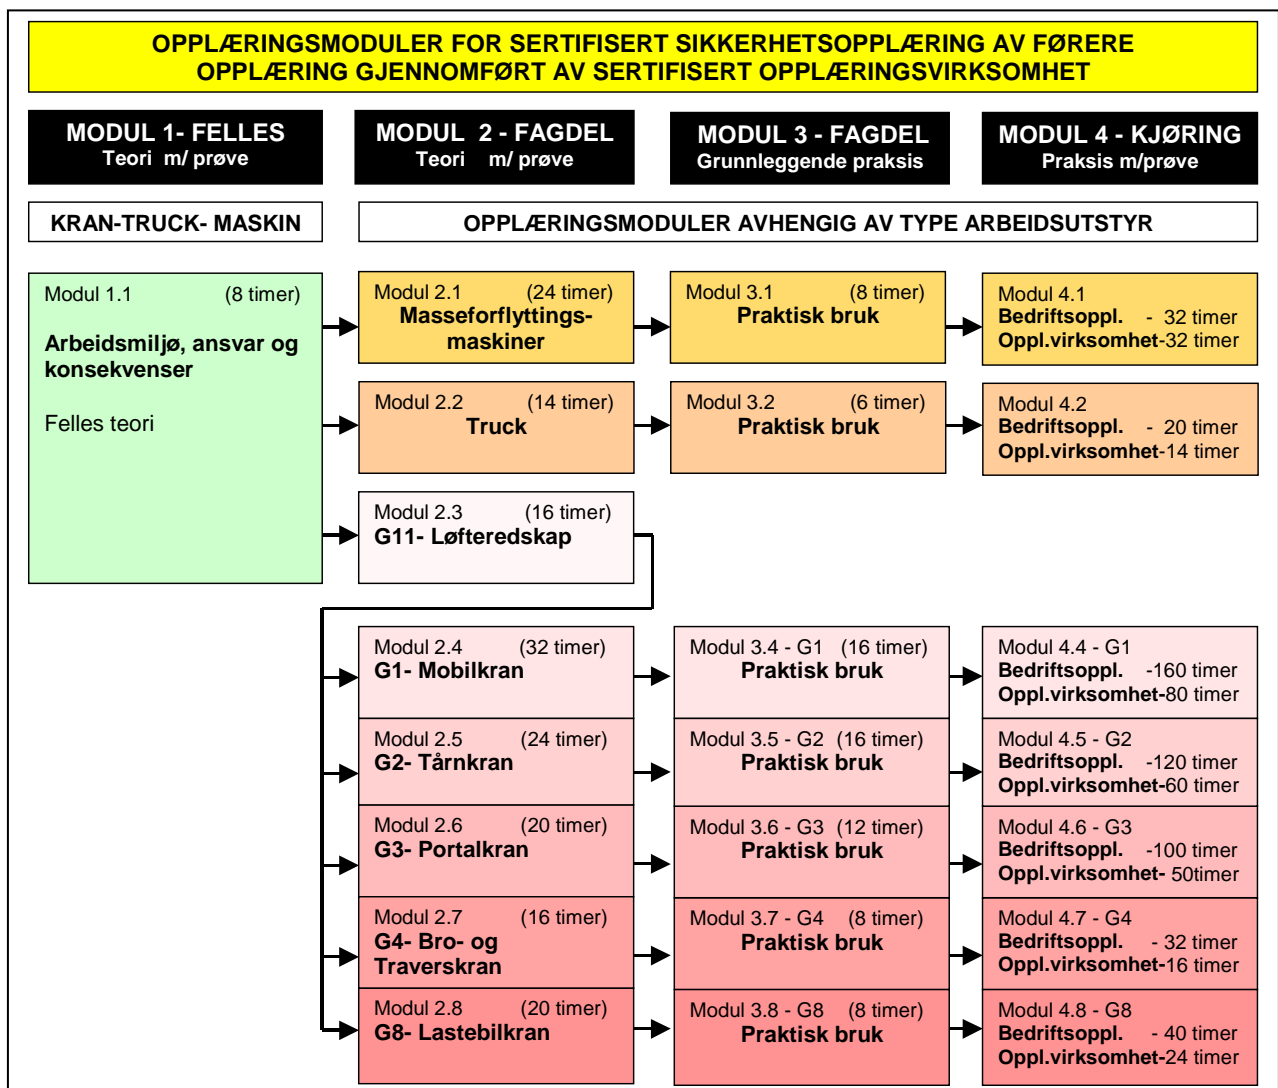 OPPLÆRINGSMODULER FOR SERTIFISERT SIKKERHETSOPPLÆRING AV FØRERE
OPPLÆRING GJENNOMFØRT AV SERTIFISERT OPPLÆRINGSVIRKSOMHET
MODUL 1- FELLES
Teori m/ prøve
MODUL 2 - FAGDEL
Teori m/ prøve
MODUL 3 - FAGDEL
Grunnleggende praksis
MODUL 4 - KJØRING
Praksis m/prøve
KRAN-TRUCK- MASKIN
OPPLÆRINGSMODULER AVHENGIG AV TYPE ARBEIDSUTSTYR
Modul 1.1 (8 timer)
Arbeidsmiljø, ansvar og
konsekvenser
Felles teori
Modul 2.1 (24 timer)
Masseforflyttings-
maskiner
Modul 3.1 (8 timer)
Praktisk bruk
Modul 4.1
Bedriftsoppl. - 32 timer
Oppl.virksomhet-32 timer
Modul 2.2 (14 timer)
Truck
Modul 3.2 (6 timer)
Praktisk bruk
Modul 4.2
Bedriftsoppl. - 20 timer
Oppl.virksomhet-14 timer
Modul 2.3 (16 timer)
G11- Løfteredskap
Modul 2.4 (32 timer)
G1- Mobilkran
Modul 3.4 - G1 (16 timer)
Praktisk bruk
Modul 4.4 - G1
Bedriftsoppl. -160 timer
Oppl.virksomhet-80 timer
Modul 2.5 (24 timer)
G2- Tårnkran
Modul 3.5 - G2 (16 timer)
Praktisk bruk
Modul 4.5 - G2
Bedriftsoppl. -120 timer
Oppl.virksomhet-60 timer
Modul 2.6 (20 timer)
G3- Portalkran
Modul 3.6 - G3 (12 timer)
Praktisk bruk
Modul 4.6 - G3
Bedriftsoppl. -100 timer
Oppl.virksomhet- 50timer
Modul 2.7 (16 timer)
G4- Bro- og
Traverskran
Modul 3.7 - G4 (8 timer)
Praktisk bruk
Modul 4.7 - G4
Bedriftsoppl. - 32 timer
Oppl.virksomhet-16 timer
Modul 2.8 (20 timer)
G8- Lastebilkran
Modul 3.8 - G8 (8 timer)
Praktisk bruk
Modul 4.8 - G8
Bedriftsoppl. - 40 timer
Oppl.virksomhet-24 timer